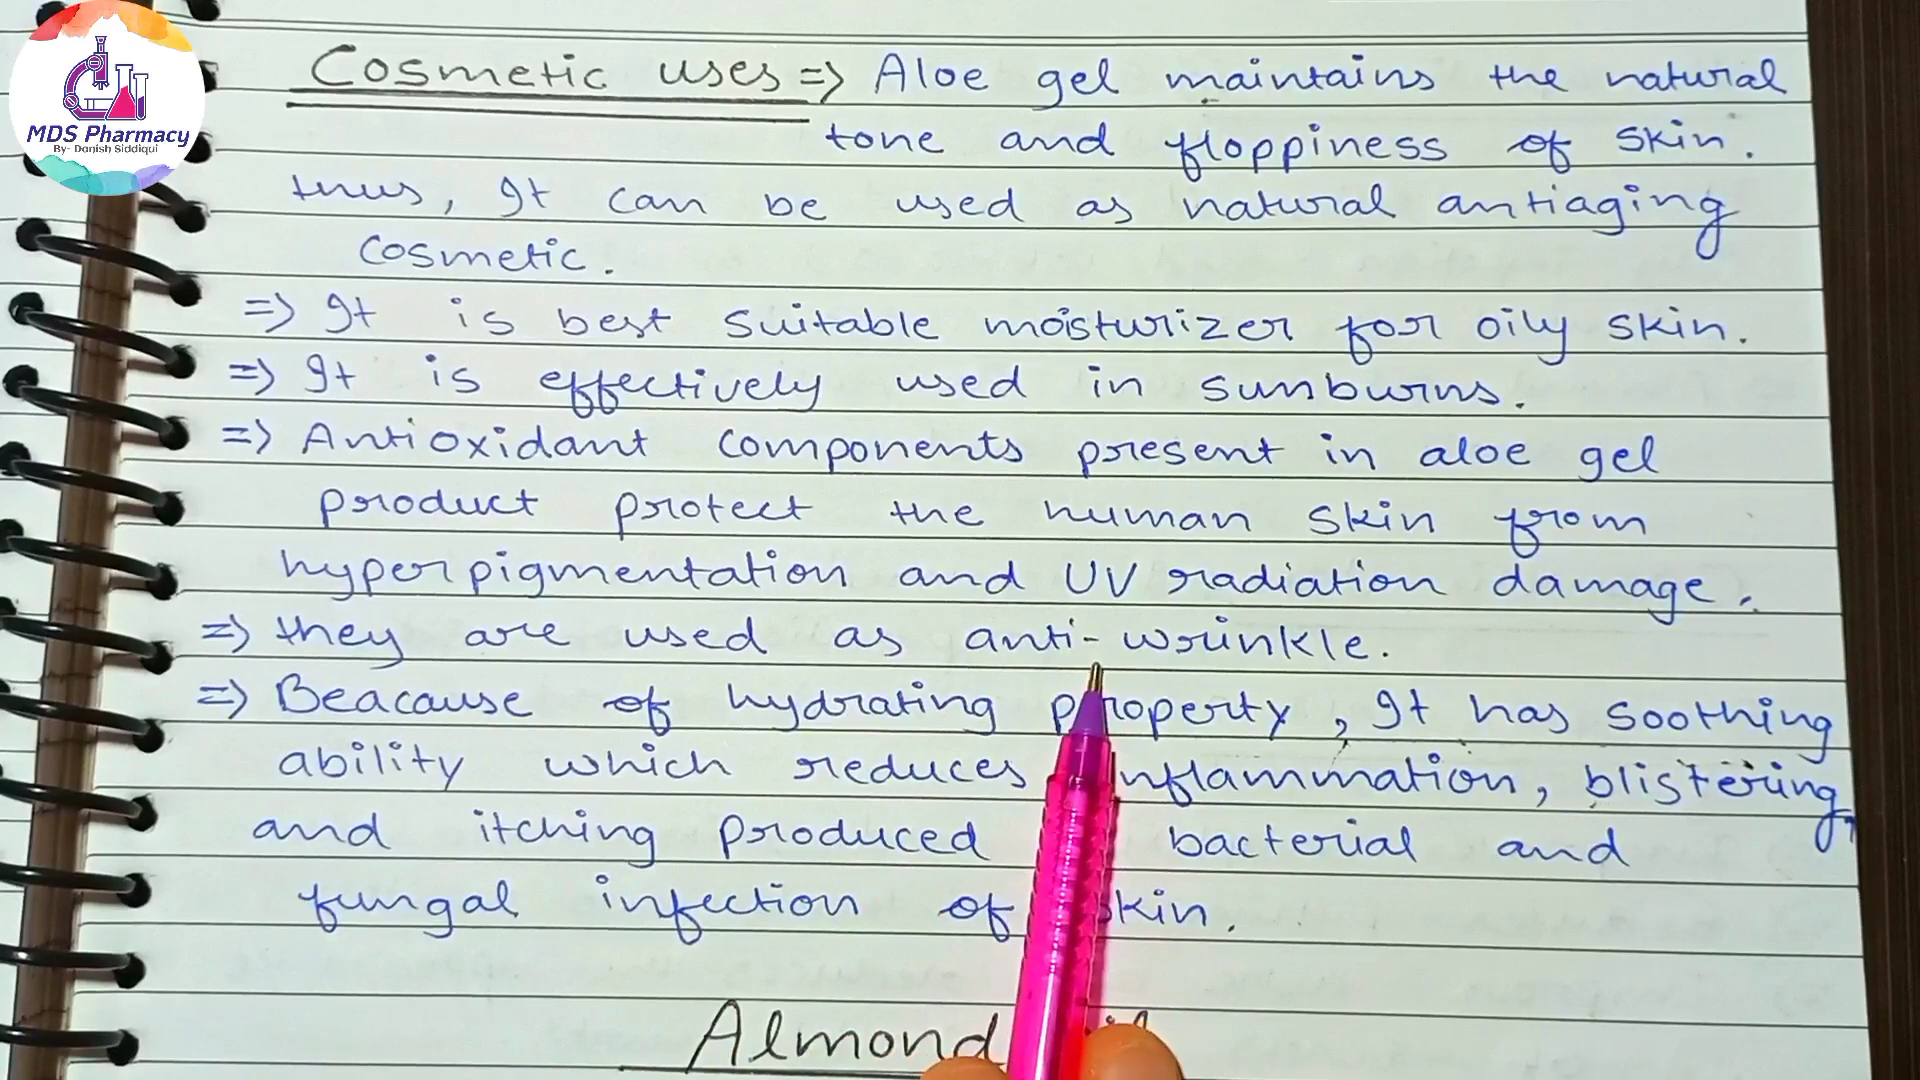 MDS Pharmacy
By- Danish Siddiqui
Cosmetic uses => Aloe gel maintains the natural
tone and floppiness of skin.
thus, It can be used as natural antiaging
cosmetic.
=> It is best suitable moisturizer for oily skin.
=> It is effectively used in sunburns.
=> Antioxidant components present in aloe gel
product protect the human skin from
hyperpigmentation and UV radiation damage.
=> they are used as anti-wrinkle.
=> Beacause of hydrating property, It has soothing
ability which reduces inflammation, blistering,
and itching produced bacterial and
fungal infection of skin.
Almond